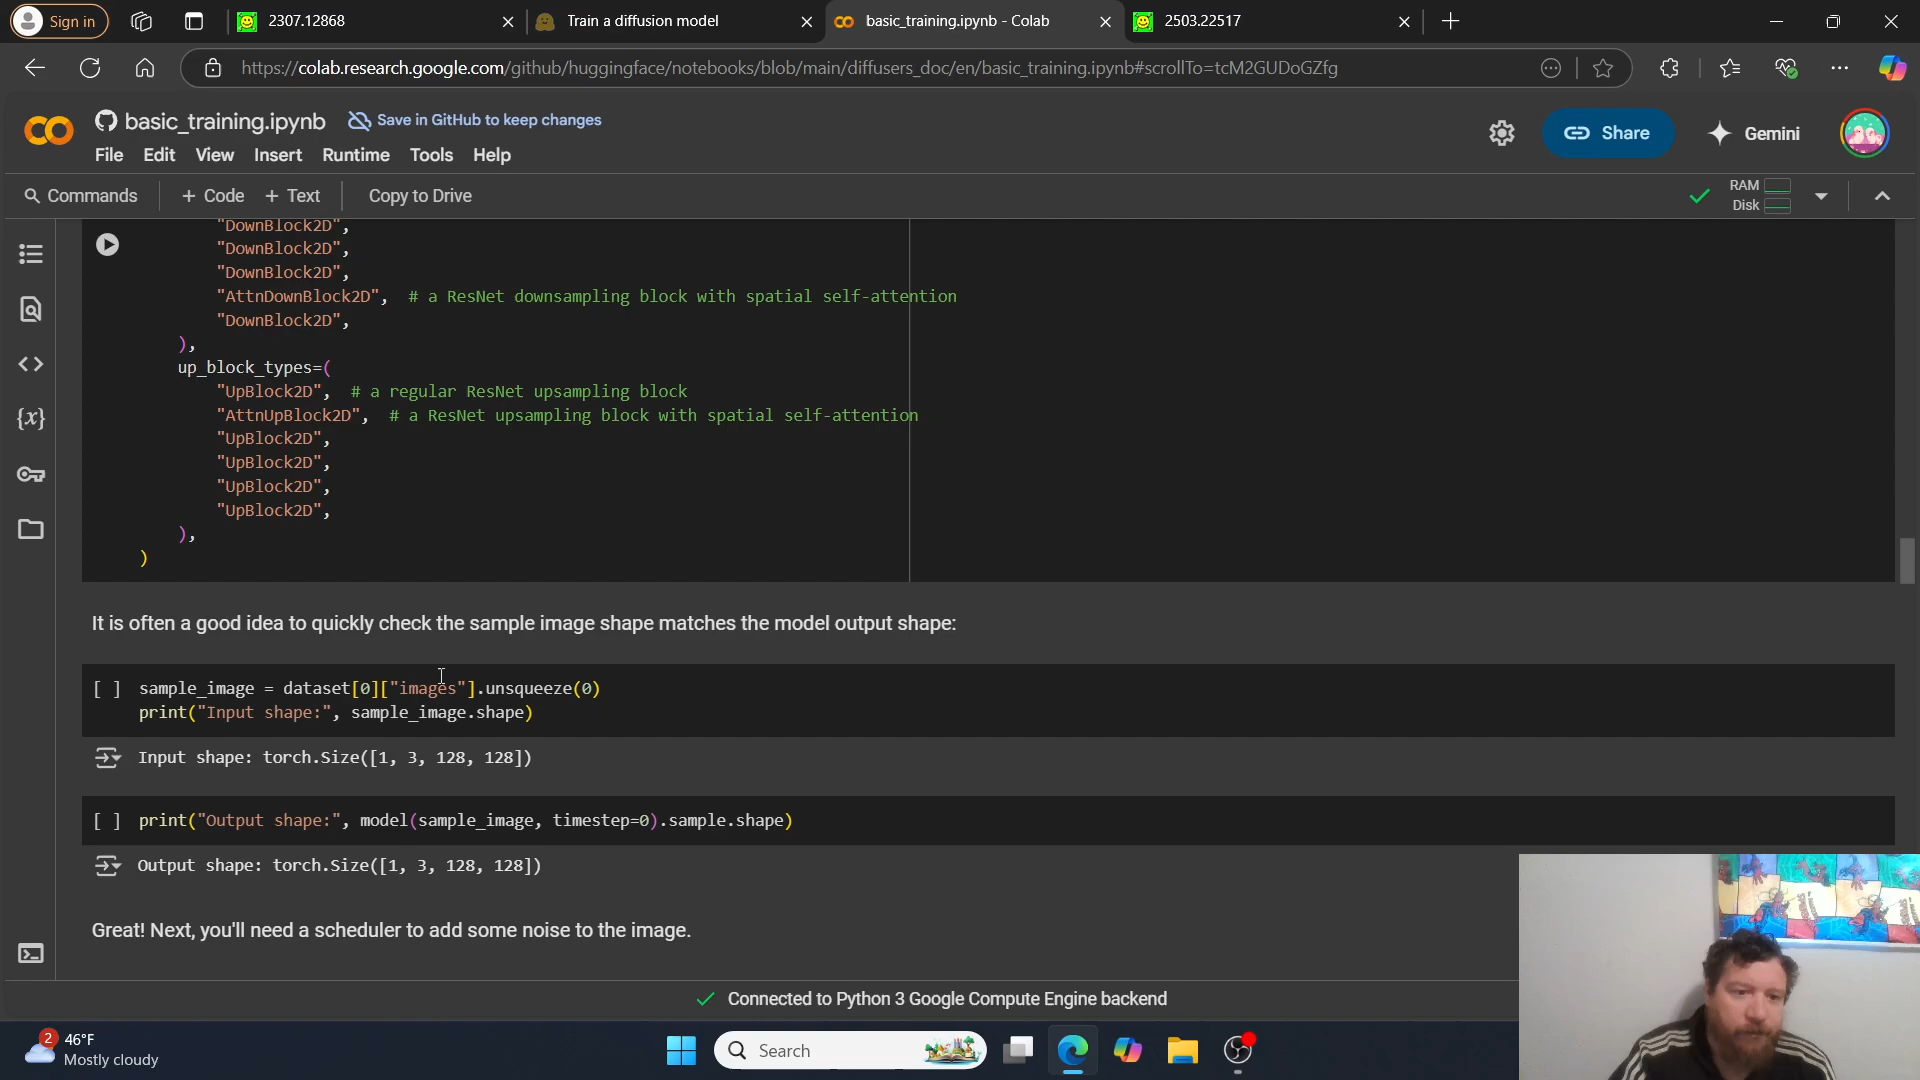 Sign in
2307.12868
Train a diffusion model
basic_training.ipynb - Colab
2503.22517
https://colab.research.google.com/github/huggingface/notebooks/blob/main/diffusers_doc/en/basic_training.ipynb#scrollTo=tcM2GUDoGZfg
CO
basic_training.ipynb
Save in GitHub to keep changes
Share
Gemini
File Edit View Insert Runtime Tools Help
Commands
+ Code + Text
Copy to Drive
RAM
Disk
"DownBlock2D",
"DownBlock2D",
"DownBlock2D",
"AttnDownBlock2D", # a ResNet downsampling block with spatial self-attention
"DownBlock2D",
),
up_block_types=(
"UpBlock2D", # a regular ResNet upsampling block
"AttnUpBlock2D", # a ResNet upsampling block with spatial self-attention
"UpBlock2D",
"UpBlock2D",
"UpBlock2D",
"UpBlock2D",
),
)
It is often a good idea to quickly check the sample image shape matches the model output shape:
[ ] sample_image = dataset[0]["images"].unsqueeze(0)
print("Input shape:", sample_image.shape)
Input shape: torch.Size([1, 3, 128, 128])
[ ] print("Output shape:", model(sample_image, timestep=0).sample.shape)
Output shape: torch.Size([1, 3, 128, 128])
Great! Next, you'll need a scheduler to add some noise to the image.
Connected to Python 3 Google Compute Engine backend
2
46°F
Mostly cloudy
Search